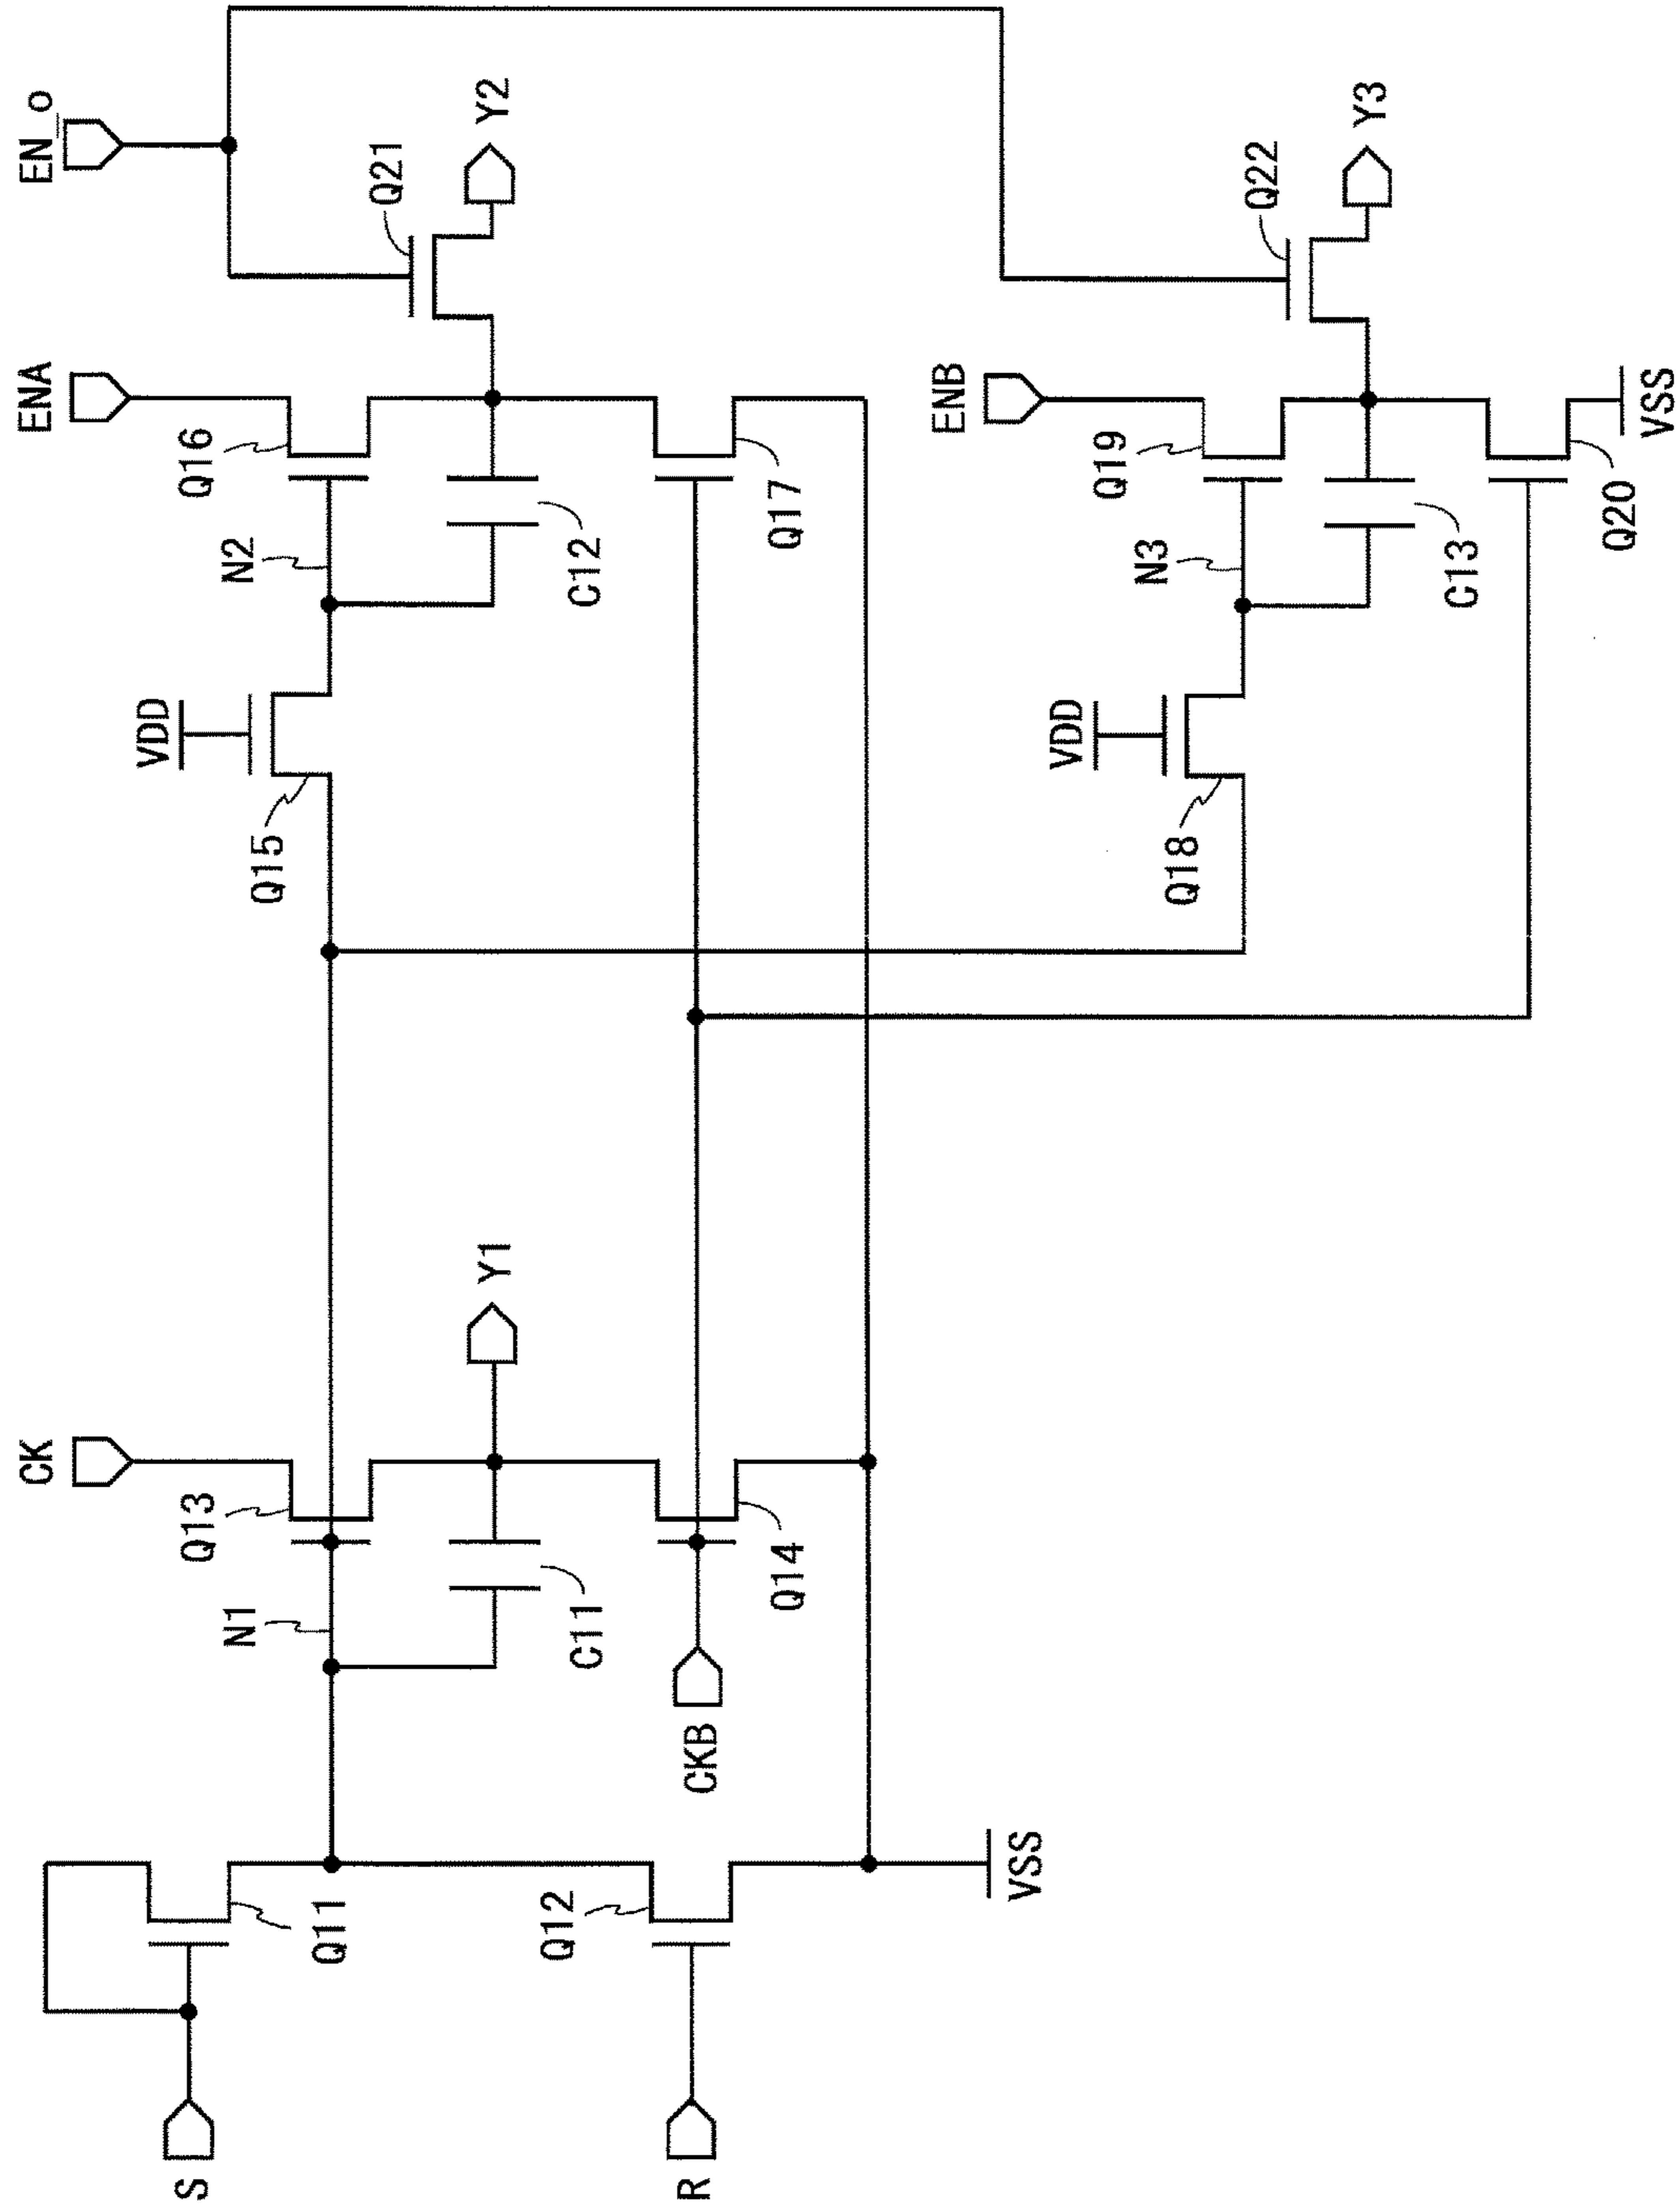 EN_o
ENA
Q21
Y2
Q16
N2
C12
Q17
VDD
Q15
CK
Q13
Y1
N1
C11
Q14
CKB
S
Q11
R
Q12
VSS
ENB
Q22
Y3
Q19
N3
C13
Q20
VSS
VDD
Q18